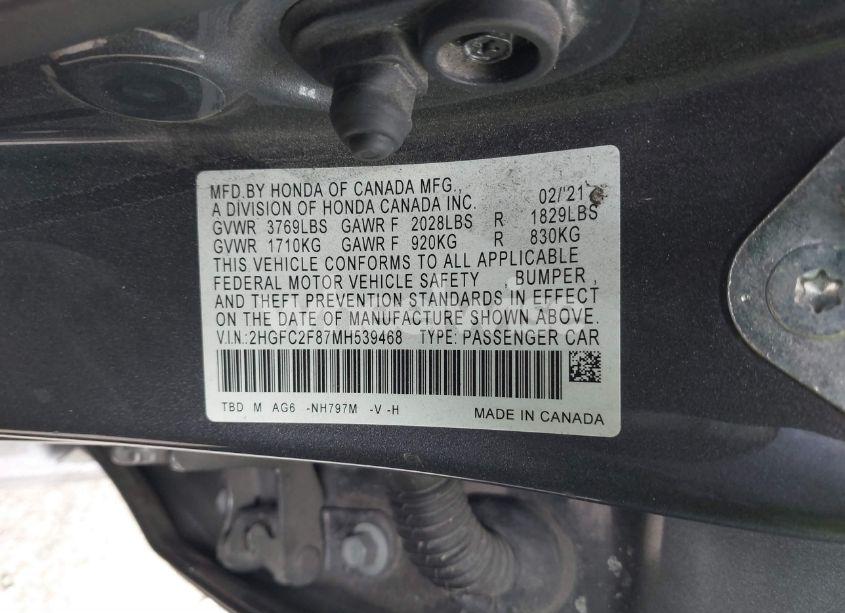 MFD.BY HONDA OF CANADA MFG., 02/'21
A DIVISION OF HONDA CANADA INC.
GVWR 3769LBS GAWR F 2028LBS R 1829LBS
GVWR 1710KG GAWR F 920KG R 830KG
THIS VEHICLE CONFORMS TO ALL APPLICABLE
FEDERAL MOTOR VEHICLE SAFETY , BUMPER ,
AND THEFT PREVENTION STANDARDS IN EFFECT
ON THE DATE OF MANUFACTURE SHOWN ABOVE.
V.I.N.:2HGFC2F87MH539468 TYPE: PASSENGER CAR
TBD M AG6 -NH797M -V -H MADE IN CANADA